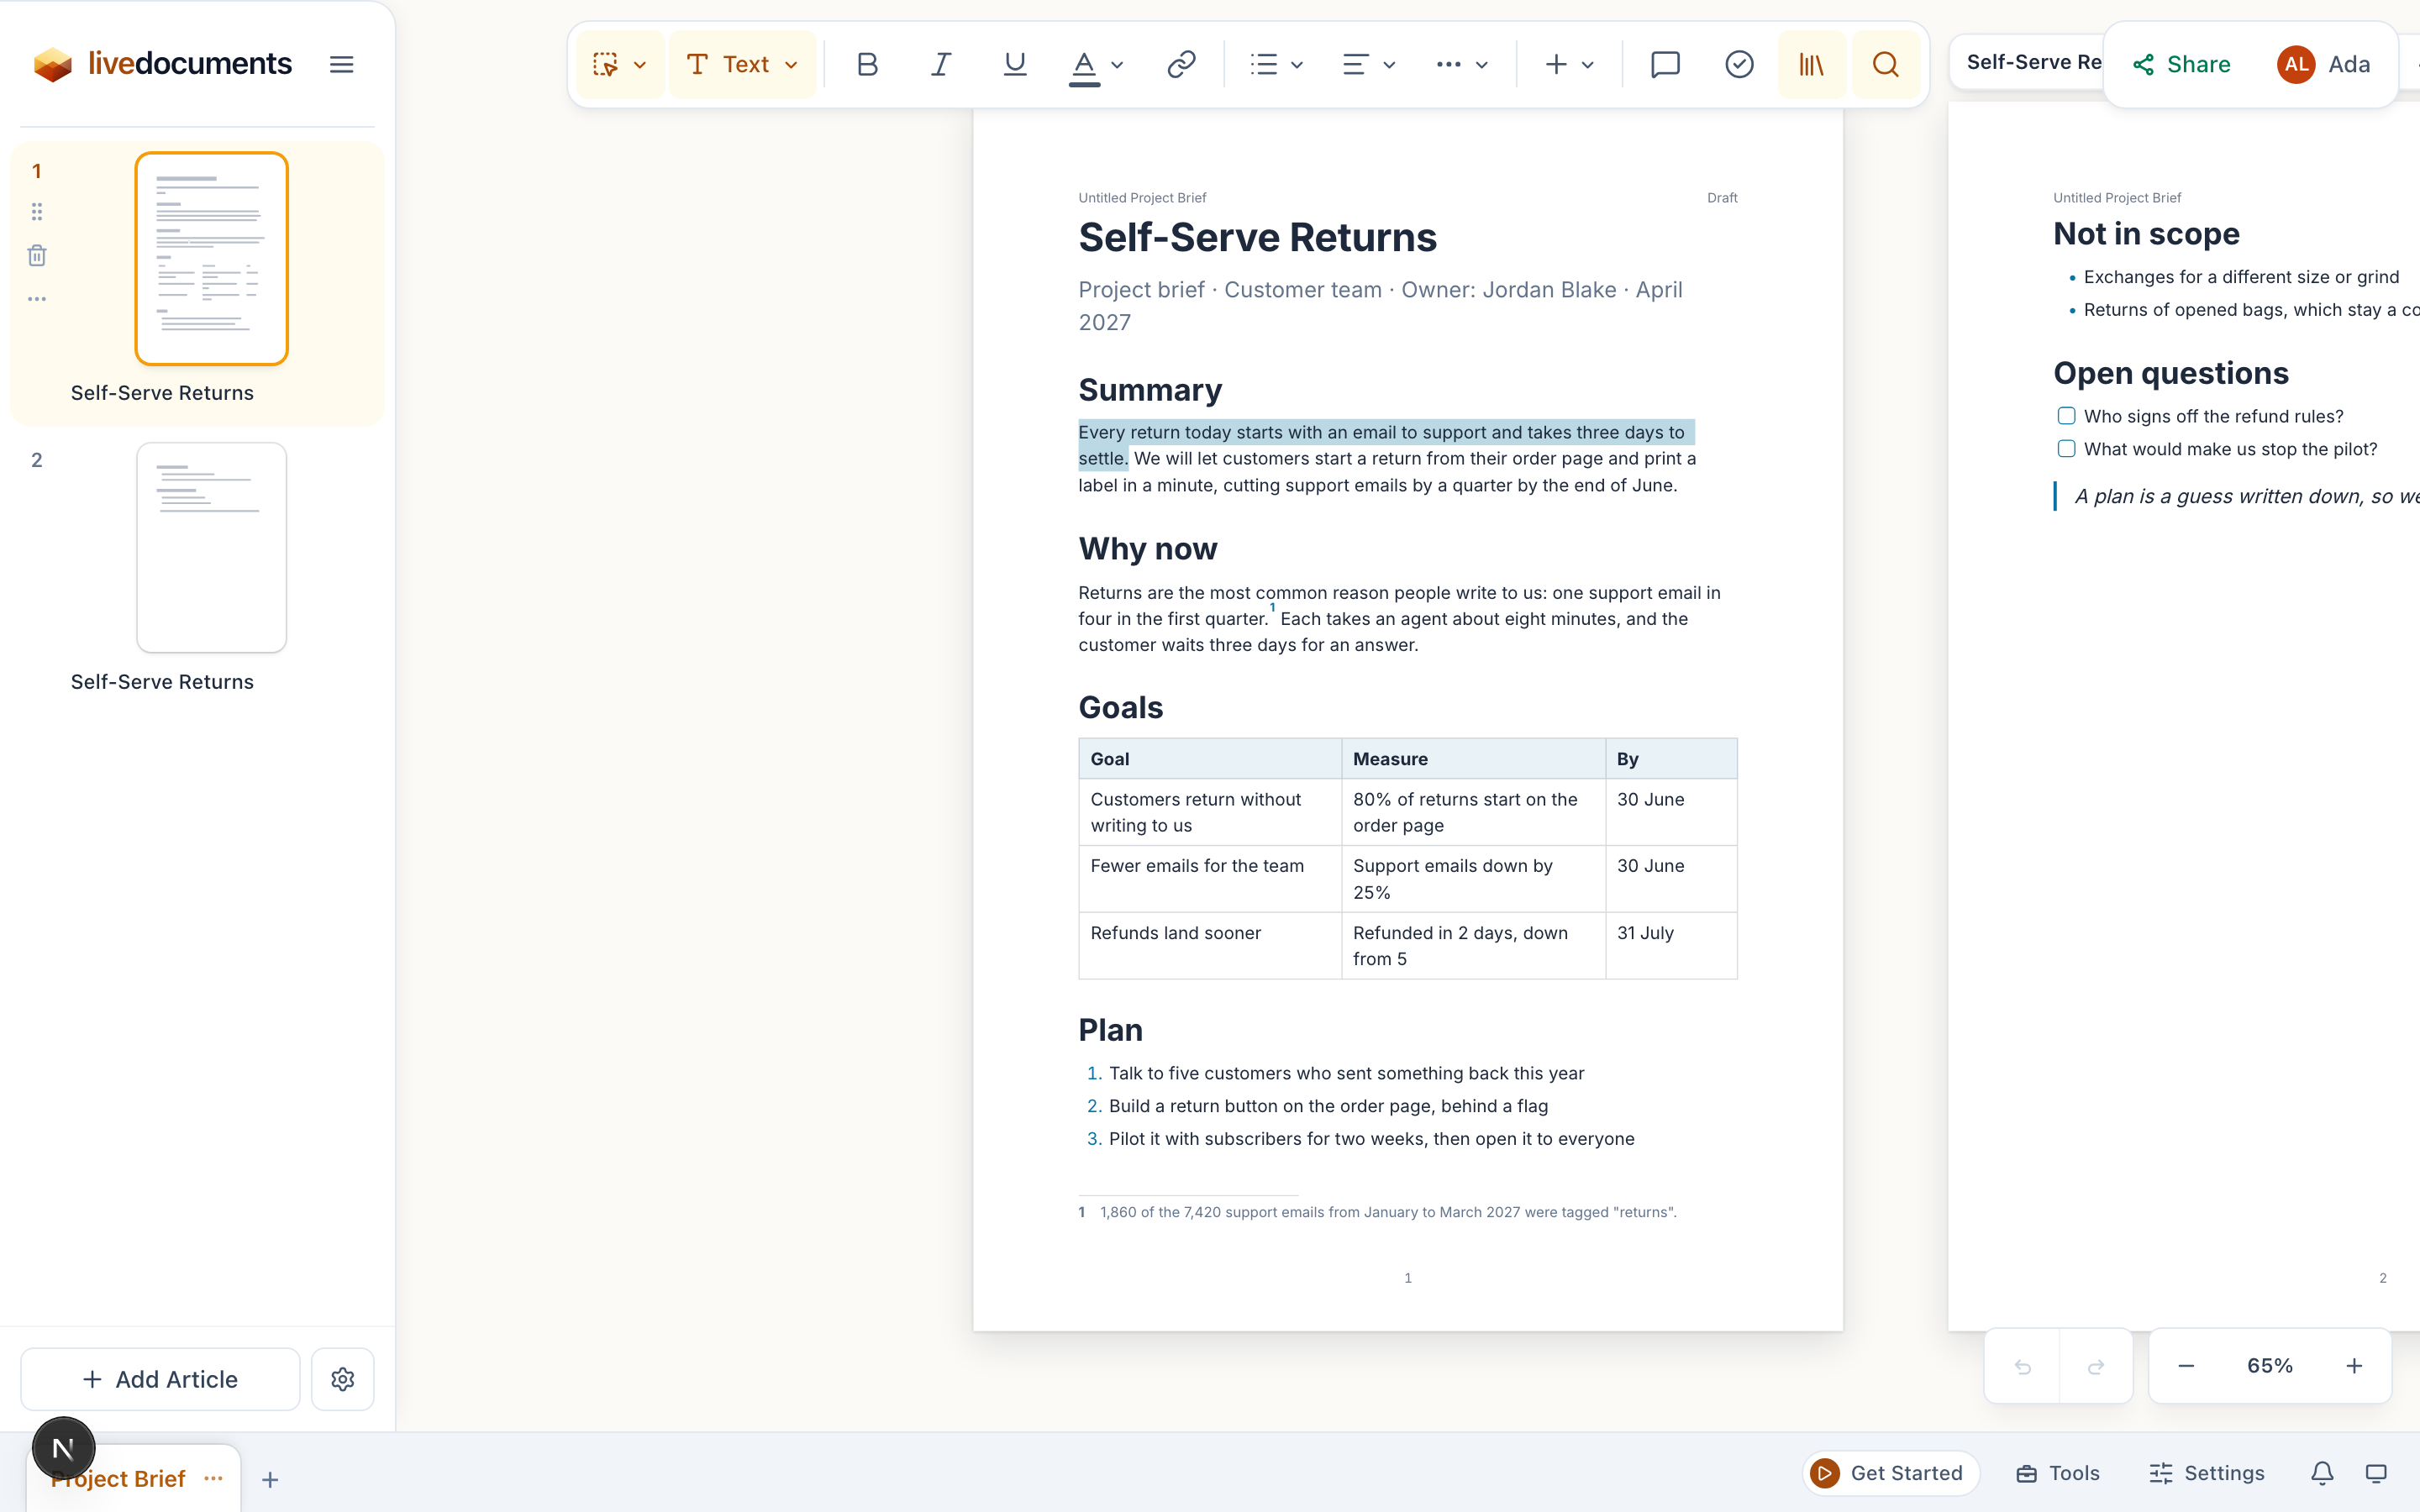 livedocuments
1
Self-Serve Returns
2
Self-Serve Returns
Add Article
Text
Self-Serve Re
Share
AL Ada
Untitled Project Brief Draft
Self-Serve Returns
Project brief · Customer team · Owner: Jordan Blake · April
2027
Summary
Every return today starts with an email to support and takes three days to
settle. We will let customers start a return from their order page and print a
label in a minute, cutting support emails by a quarter by the end of June.
Why now
Returns are the most common reason people write to us: one support email in
four in the first quarter.1 Each takes an agent about eight minutes, and the
customer waits three days for an answer.
Goals
Goal Measure By
Customers return without 80% of returns start on the 30 June
writing to us order page
Fewer emails for the team Support emails down by 30 June
25%
Refunds land sooner Refunded in 2 days, down 31 July
from 5
Plan
1. Talk to five customers who sent something back this year
2. Build a return button on the order page, behind a flag
3. Pilot it with subscribers for two weeks, then open it to everyone
1 1,860 of the 7,420 support emails from January to March 2027 were tagged "returns".
1
Untitled Project Brief
Not in scope
• Exchanges for a different size or grind
• Returns of opened bags, which stay a co
Open questions
Who signs off the refund rules?
What would make us stop the pilot?
A plan is a guess written down, so we
2
65%
N
Project Brief
Get Started
Tools
Settings